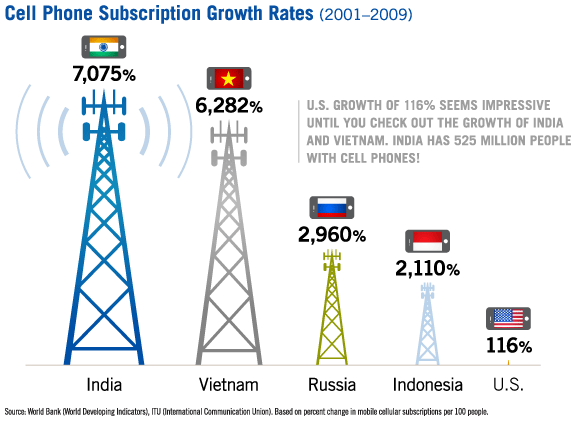 Cell Phone Subscription Growth Rates (2001–2009)
7,075%
6,282%
U.S. GROWTH OF 116% SEEMS IMPRESSIVE
UNTIL YOU CHECK OUT THE GROWTH OF INDIA
AND VIETNAM. INDIA HAS 525 MILLION PEOPLE
WITH CELL PHONES!
2,960%
2,110%
116%
India
Vietnam
Russia
Indonesia
U.S.
Source: World Bank (World Developing Indicators), ITU (International Communication Union). Based on percent change in mobile cellular subscriptions per 100 people.